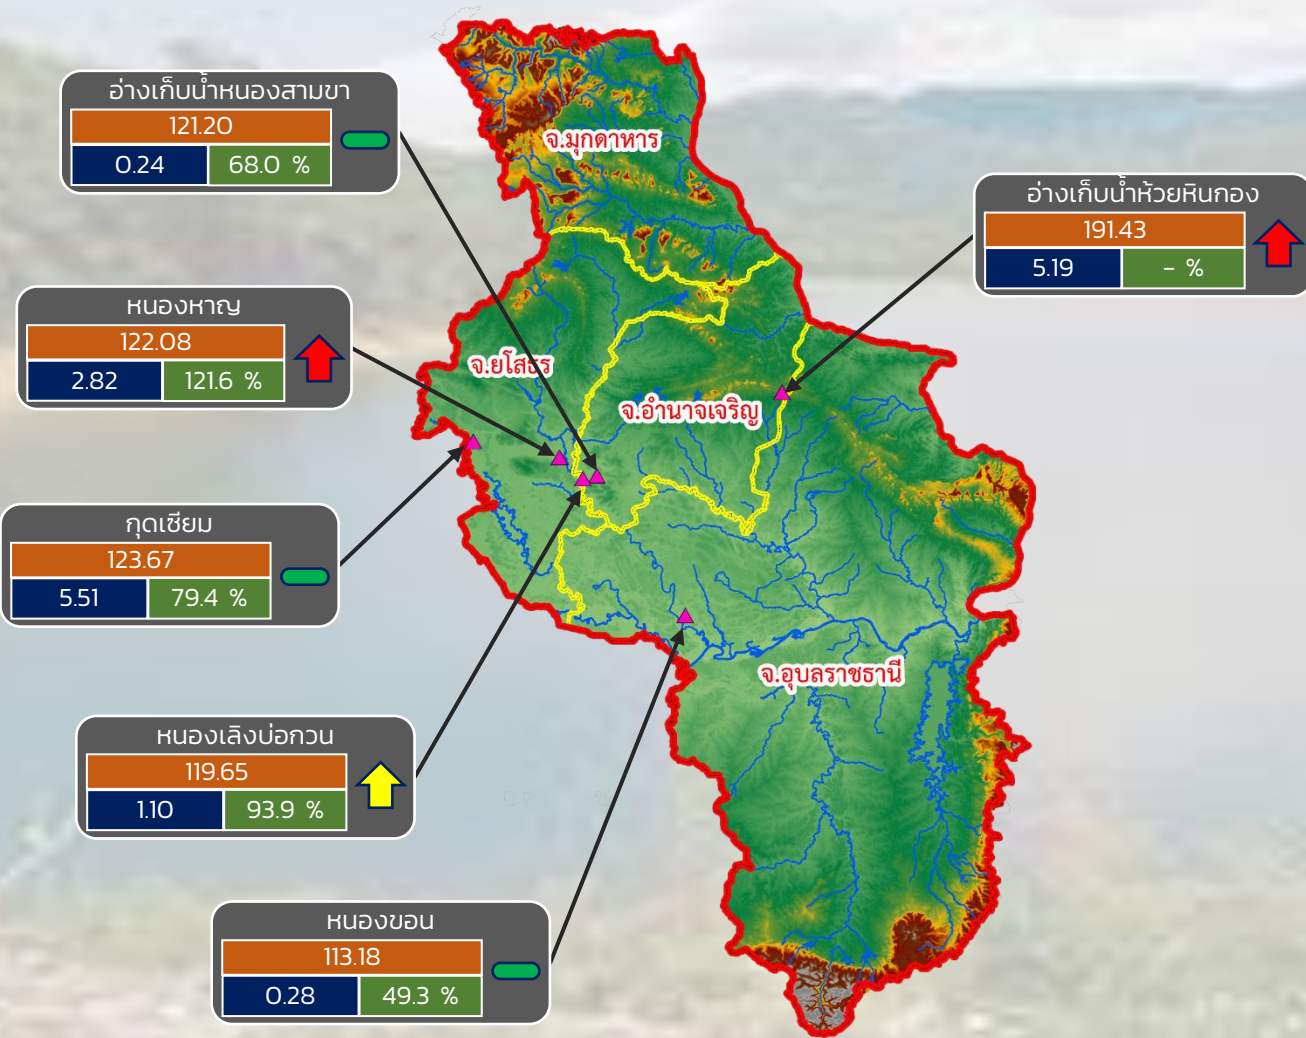 อ่างเก็บน้ำหนองสามขา
121.20
0.24 68.0 %
จ.มุกดาหาร
อ่างเก็บน้ำห้วยหินกอง
191.43
5.19 - %
หนองหาญ
122.08
2.82 121.6 %
จ.ยโสธร
จ.อำนาจเจริญ
กุดเซียม
123.67
5.51 79.4 %
จ.อุบลราชธานี
หนองเลิงบ่อกวน
119.65
1.10 93.9 %
หนองขอน
113.18
0.28 49.3 %